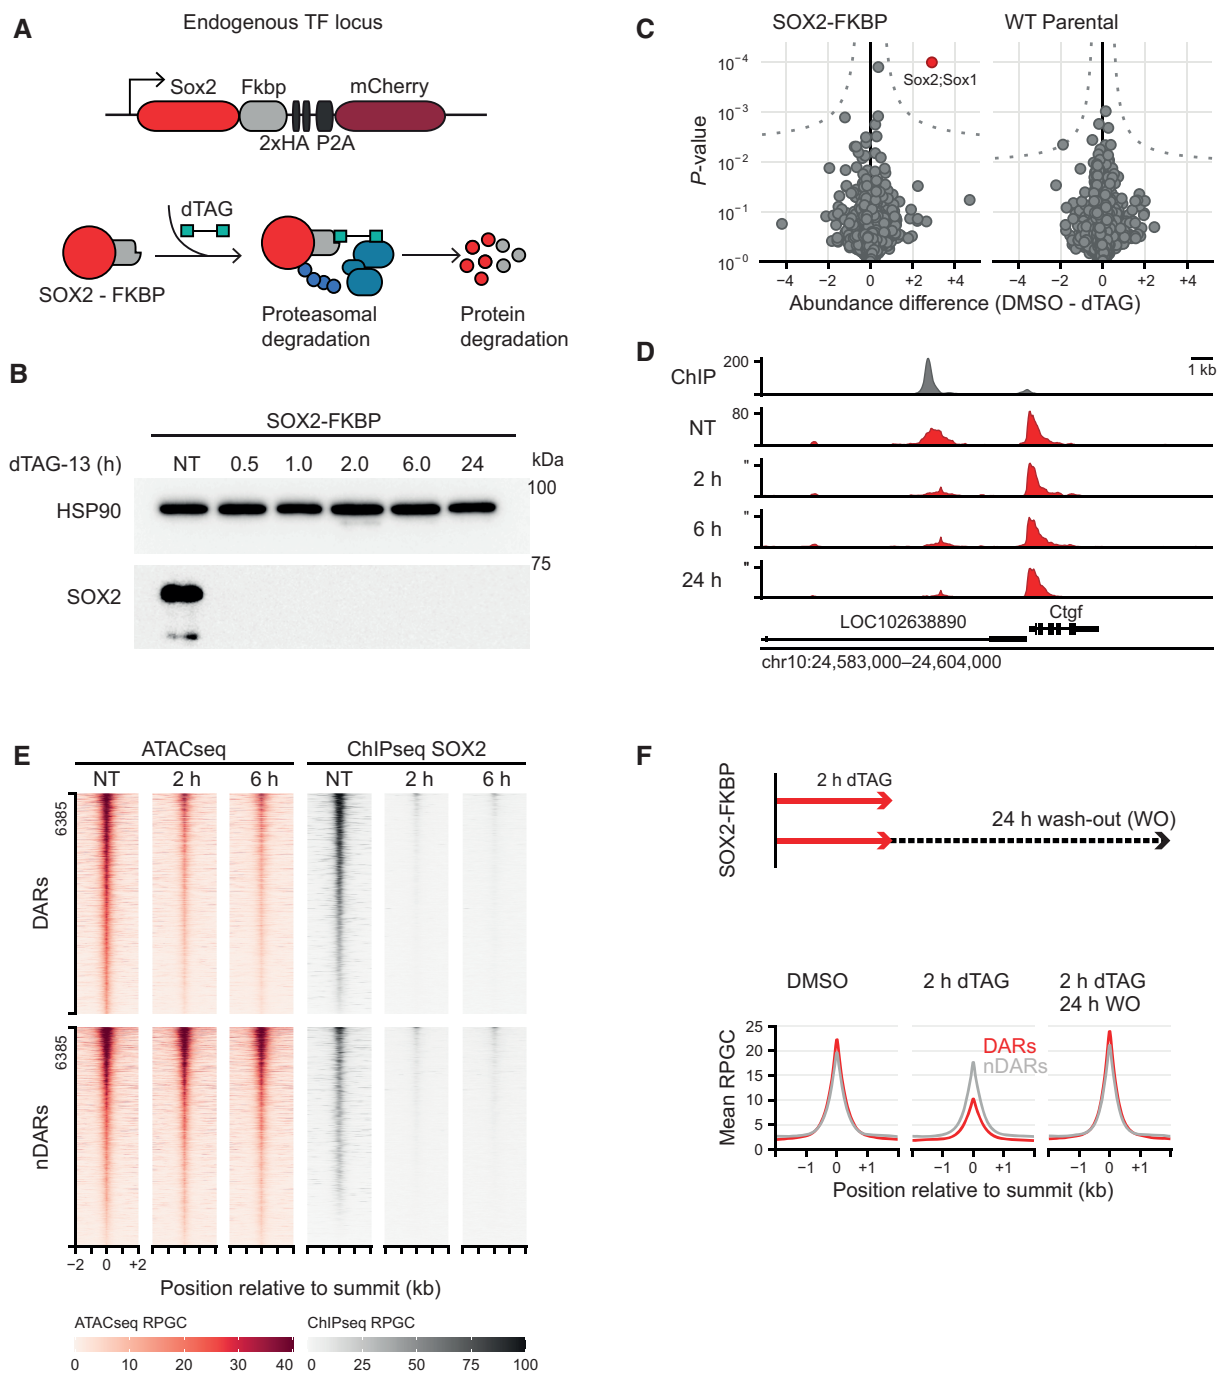 A
Endogenous TF locus
Sox2 Fkbp mCherry
2xHA P2A
dTAG
SOX2 - FKBP
Proteasomal degradation
Protein degradation
B
SOX2-FKBP
dTAG-13 (h) NT 0.5 1.0 2.0 6.0 24 kDa
100
HSP90
75
SOX2
C
SOX2-FKBP WT Parental
Sox2;Sox1
P-value
10⁻⁴
10⁻³
10⁻²
10⁻¹
10⁻⁰
−4 −2 0 +2 +4 −4 −2 0 +2 +4
Abundance difference (DMSO - dTAG)
D
ChIP 200 1 kb
NT 80
2 h "
6 h "
24 h "
LOC102638890 Ctgf
chr10:24,583,000–24,604,000
E
ATACseq ChIPseq SOX2
NT 2 h 6 h NT 2 h 6 h
6385
DARs
6385
nDARs
−2 0 +2
Position relative to summit (kb)
ATACseq RPGC ChIPseq RPGC
0 10 20 30 40 0 25 50 75 100
F
SOX2-FKBP
2 h dTAG
24 h wash-out (WO)
DMSO 2 h dTAG 2 h dTAG
24 h WO
Mean RPGC
25
20
15
10
5
0
DARs
nDARs
−1 0 +1 −1 0 +1 −1 0 +1
Position relative to summit (kb)